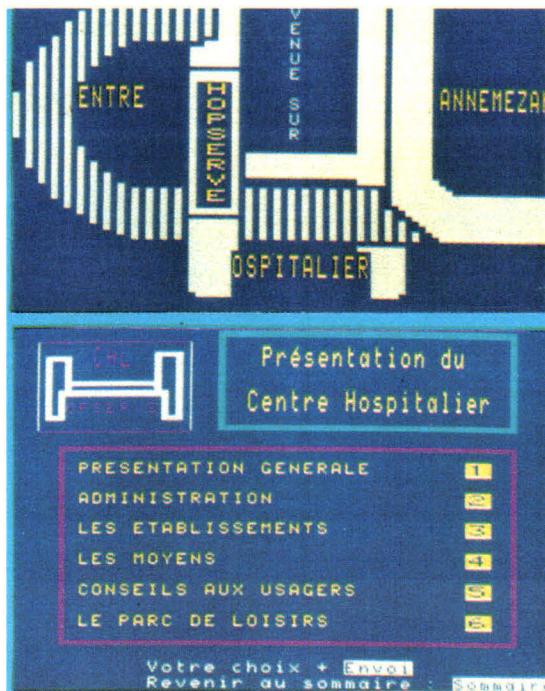 VENUE SUR
ENTRE
HOPSERVE
ANNEMEZAN
OSPITALIER
CHL
Présentation du
Centre Hospitalier
PRESENTATION GENERALE 1
ADMINISTRATION 2
LES ETABLISSEMENTS 3
LES MOYENS 4
CONSEILS AUX USAGERS 5
LE PARC DE LOISIRS 6
Votre choix + Envoi
Revenir au sommaire : Sommaire